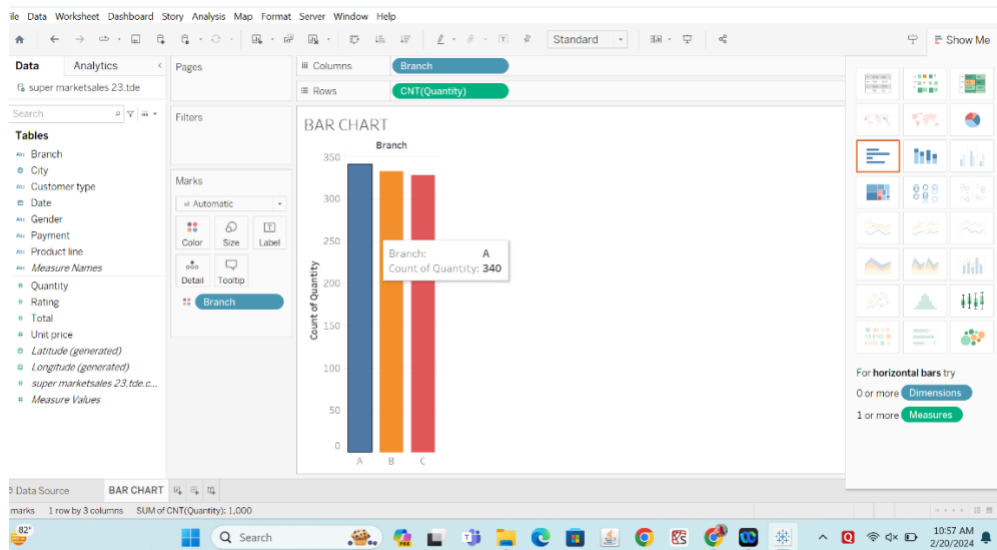 ile Data Worksheet Dashboard Story Analysis Map Format Server Window Help
Standard
Show Me
Data Analytics
super marketsales 23.tde
Search
Tables
Abc Branch
City
Abc Customer type
Date
Abc Gender
Abc Payment
Abc Product line
Abc Measure Names
# Quantity
# Rating
# Total
# Unit price
Latitude (generated)
Longitude (generated)
# super marketsales 23.tde.c...
# Measure Values
Pages
Filters
Marks
Automatic
Color Size Label
Detail Tooltip
Branch
Columns Branch
Rows CNT(Quantity)
BAR CHART
Branch
350
300
250
200
150
100
50
0
Count of Quantity
A B C
Branch: A
Count of Quantity: 340
For horizontal bars try
0 or more Dimensions
1 or more Measures
Data Source BAR CHART
marks 1 row by 3 columns SUM of CNT(Quantity): 1,000
82°
Search
10:57 AM
2/20/2024